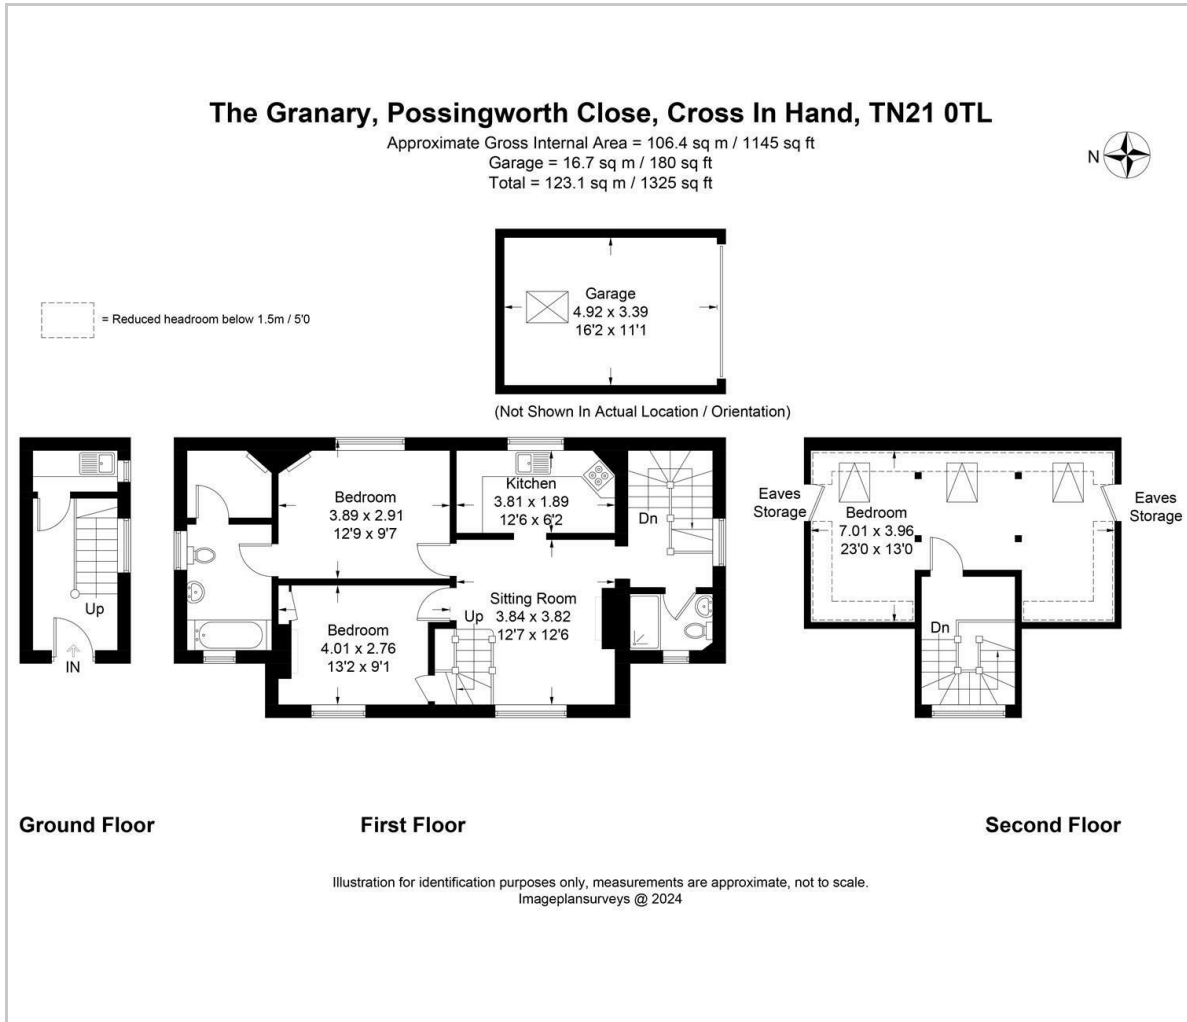 The Granary, Possingworth Close, Cross In Hand, TN21 0TL
Approximate Gross Internal Area = 106.4 sq m / 1145 sq ft
Garage = 16.7 sq m / 180 sq ft
Total = 123.1 sq m / 1325 sq ft
N
= Reduced headroom below 1.5m / 5'0
Garage
4.92 x 3.39
16'2 x 11'1
(Not Shown In Actual Location / Orientation)
Up
IN
Bedroom
3.89 x 2.91
12'9 x 9'7
Kitchen
3.81 x 1.89
12'6 x 6'2
Dn
Bedroom
4.01 x 2.76
13'2 x 9'1
Up
Sitting Room
3.84 x 3.82
12'7 x 12'6
Eaves
Storage
Bedroom
7.01 x 3.96
23'0 x 13'0
Eaves
Storage
Dn
Ground Floor
First Floor
Second Floor
Illustration for identification purposes only, measurements are approximate, not to scale.
Imageplansurveys @ 2024